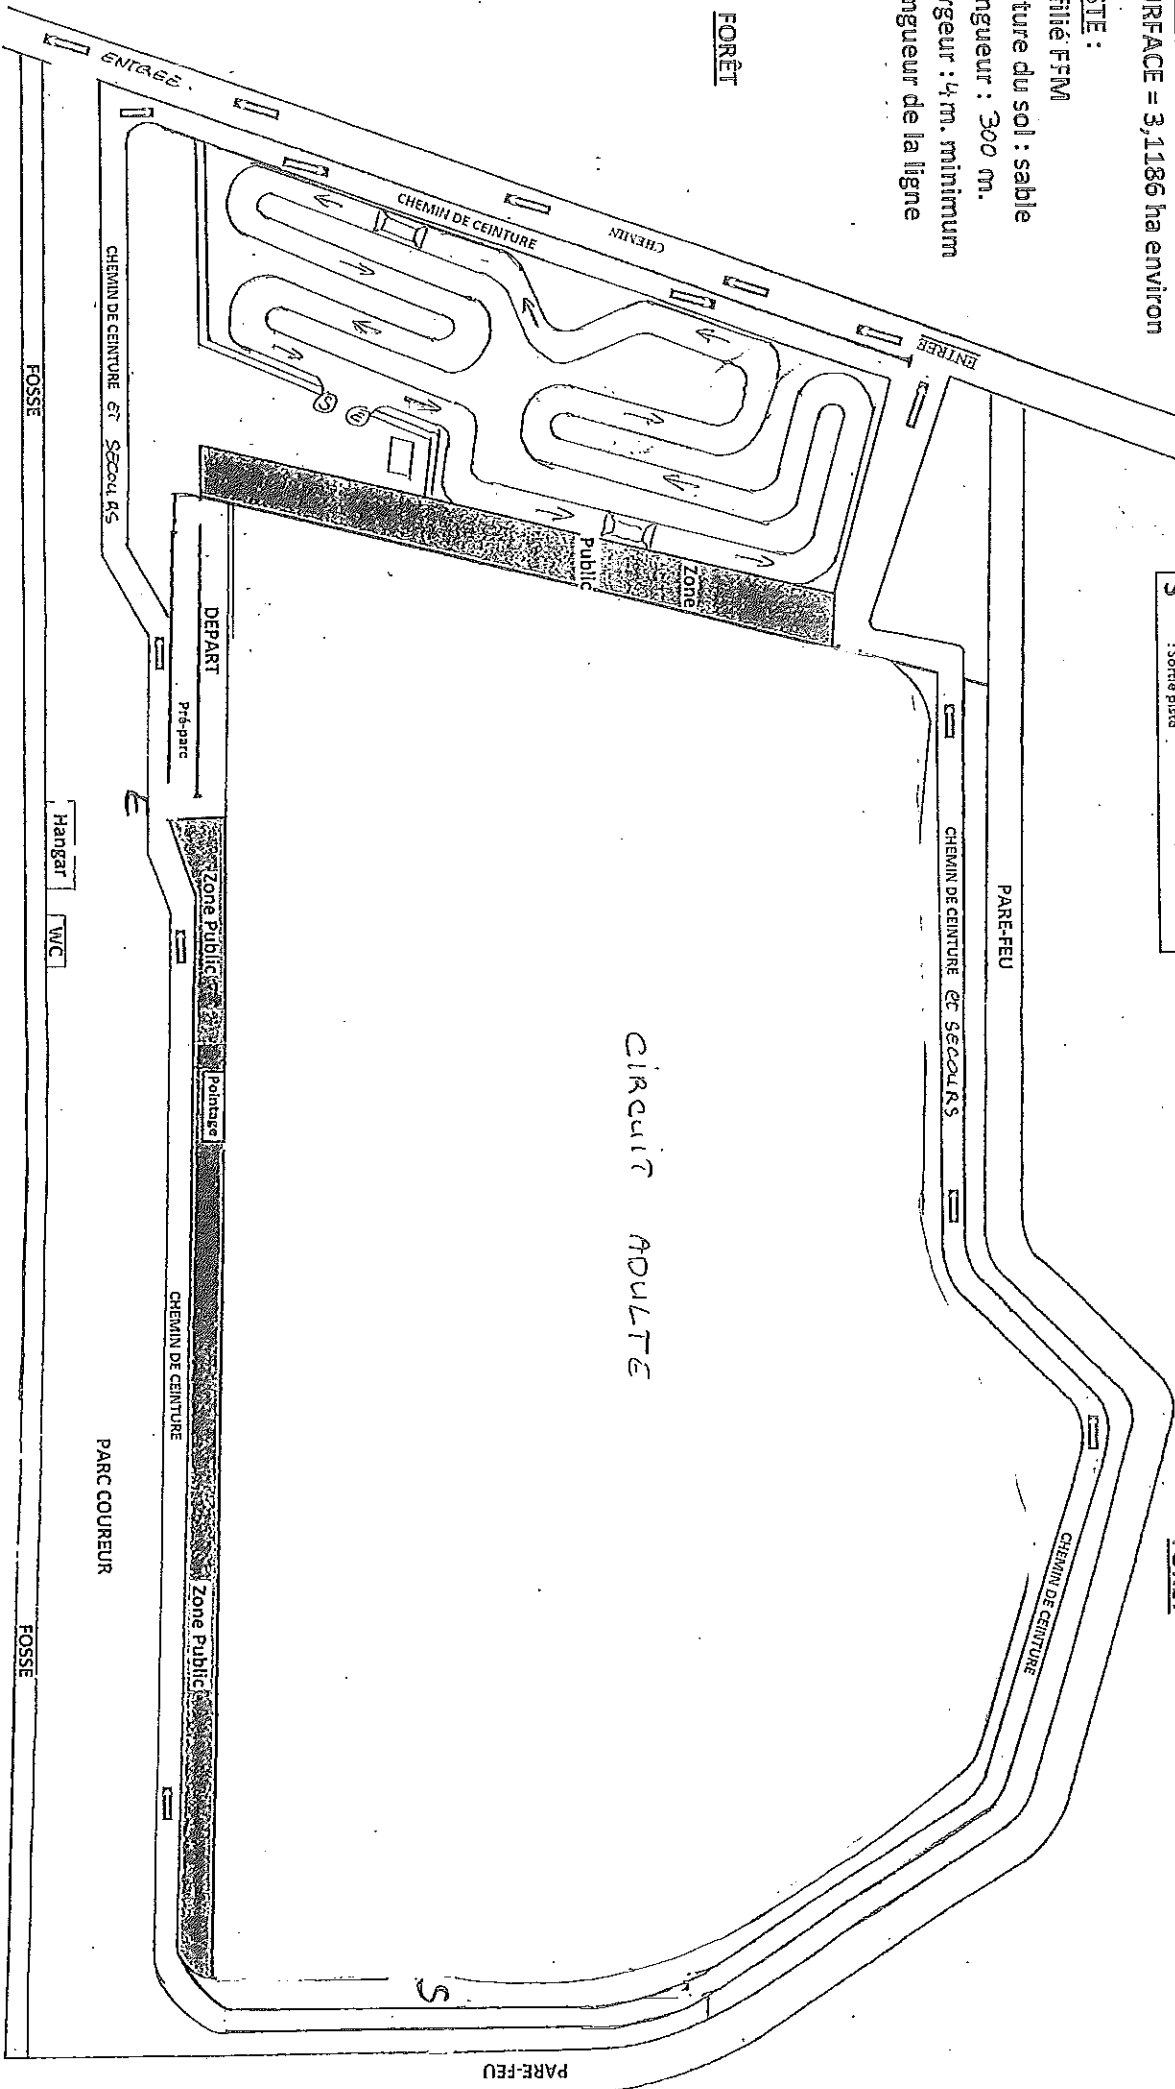 RFACE = 3,1186 ha environ
STE :
filié FFM
ture du sol : sable
ngueur : 300 m.
rgeur : 4 m. minimum
ngueur de la ligne
S : Sortie piste
FORÊT
ENTREE
ENTREE
CHEMIN
CHEMIN DE CEINTURE
PARE-FEU
CHEMIN DE CEINTURE et SECOURS
CHEMIN DE CEINTURE
Zone
Public
S
E
CIRCUIT ADULTE
CHEMIN DE CEINTURE et SECOURS
DEPART
Pré-parc
E
Zone Public
Pointage
Zone Public
CHEMIN DE CEINTURE
S
PARE-FEU
PARC COUREUR
Hangar
WC
FOSSE
FOSSE